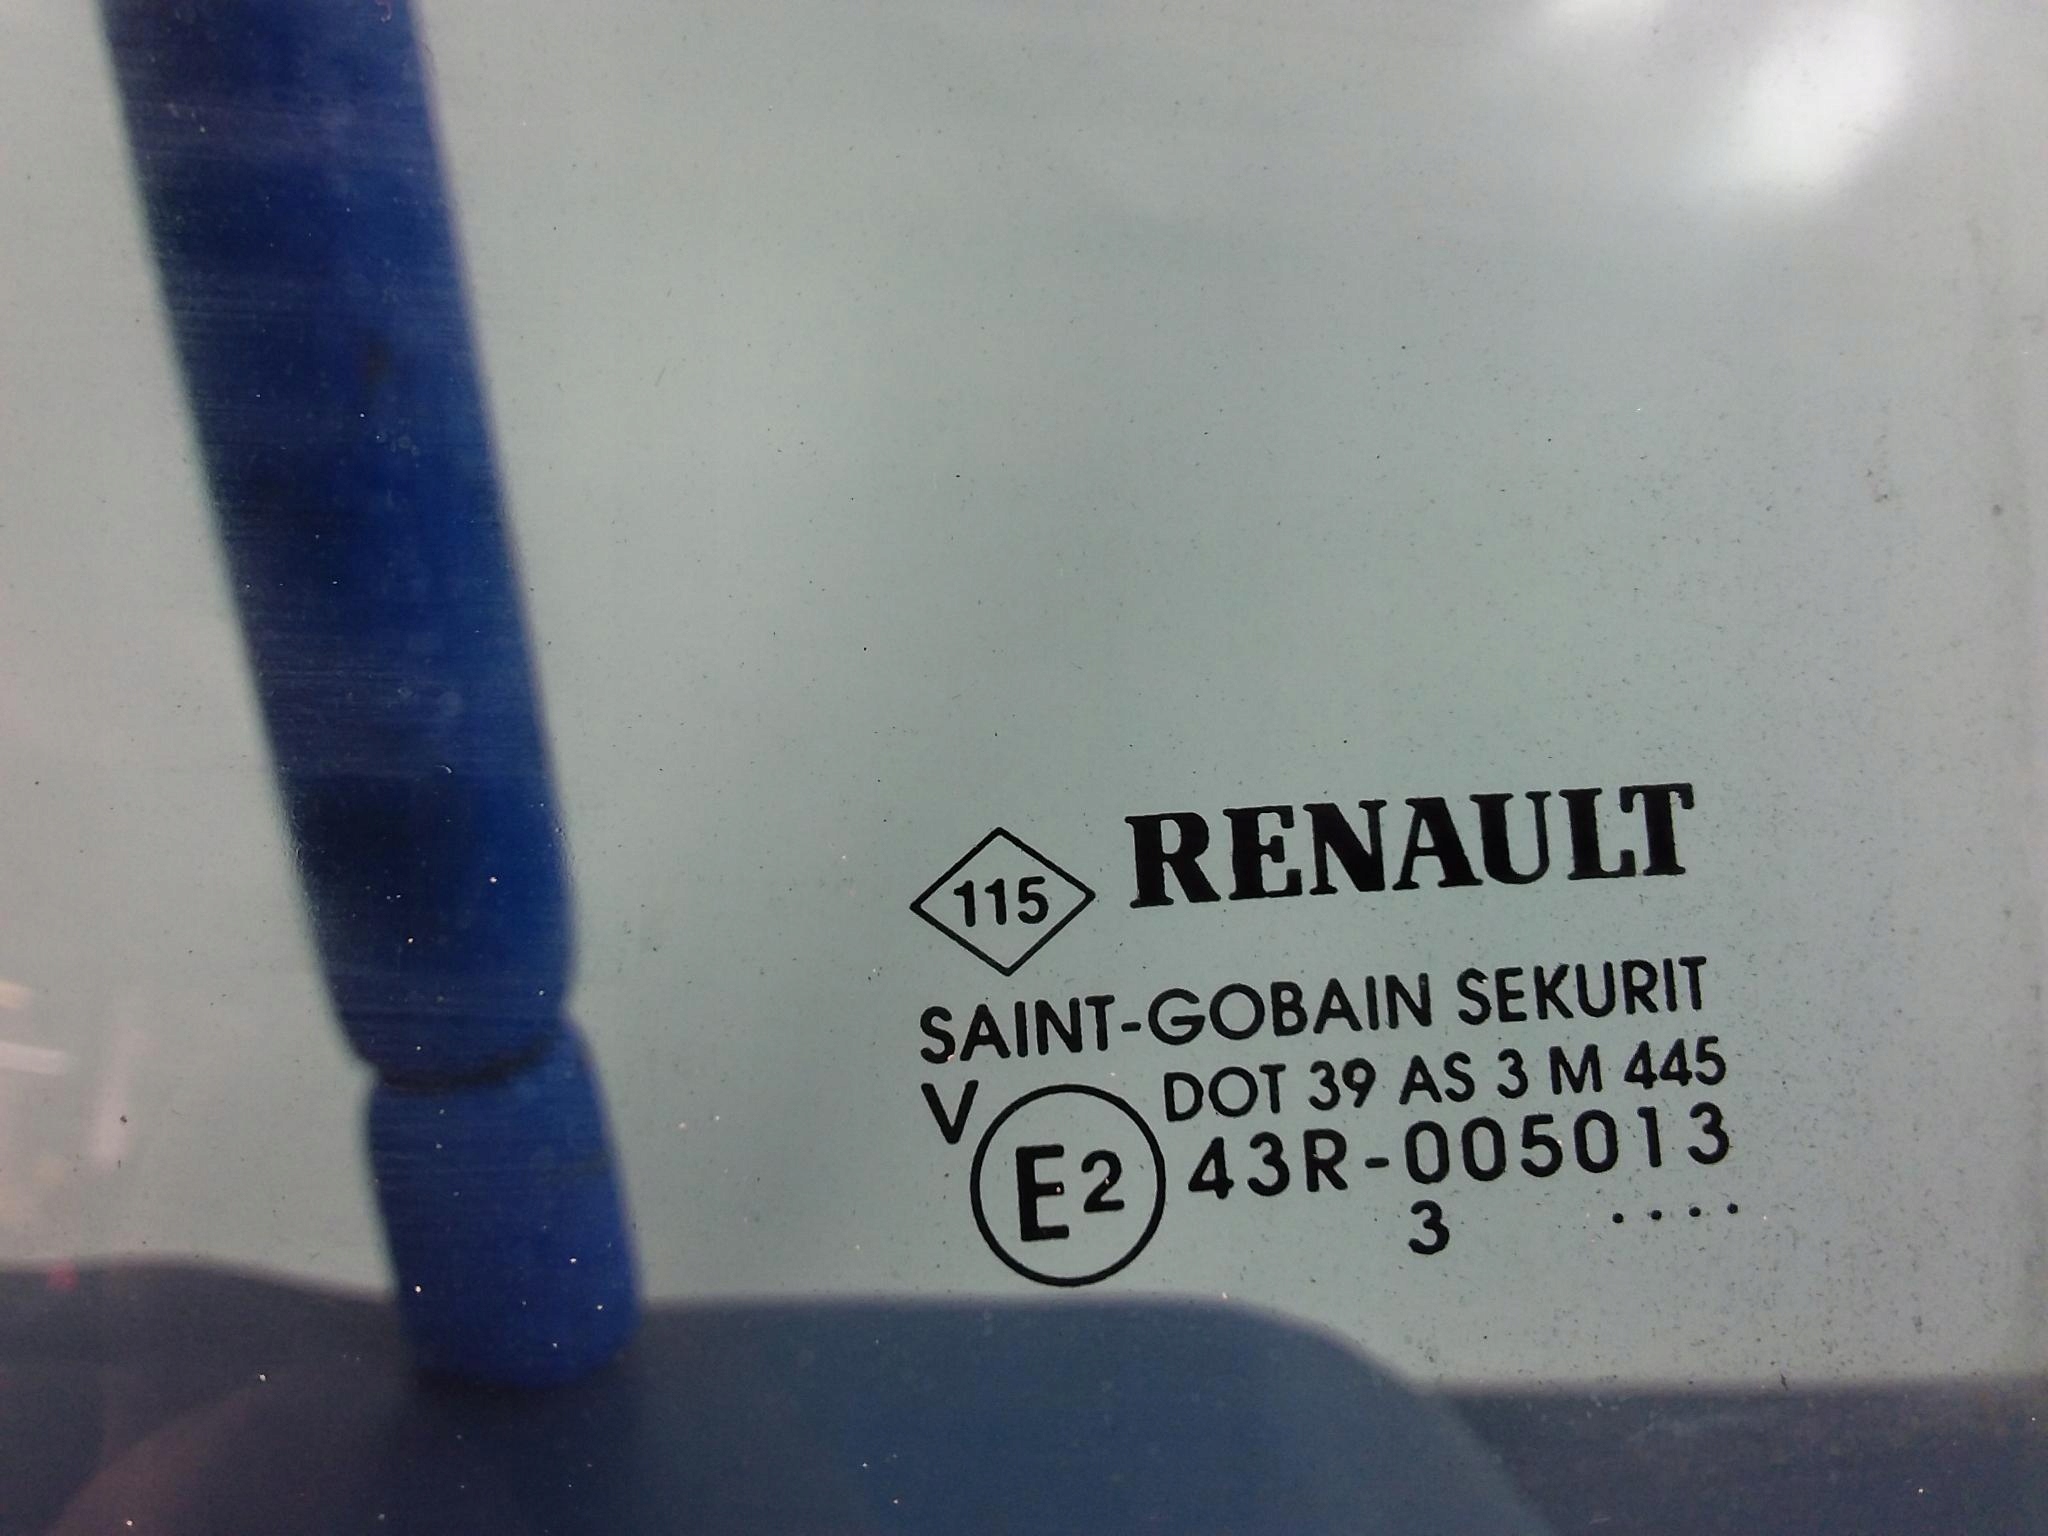 115 RENAULT
SAINT-GOBAIN SEKURIT
V DOT 39 AS 3 M 445
E2 43R-005013
3 ....